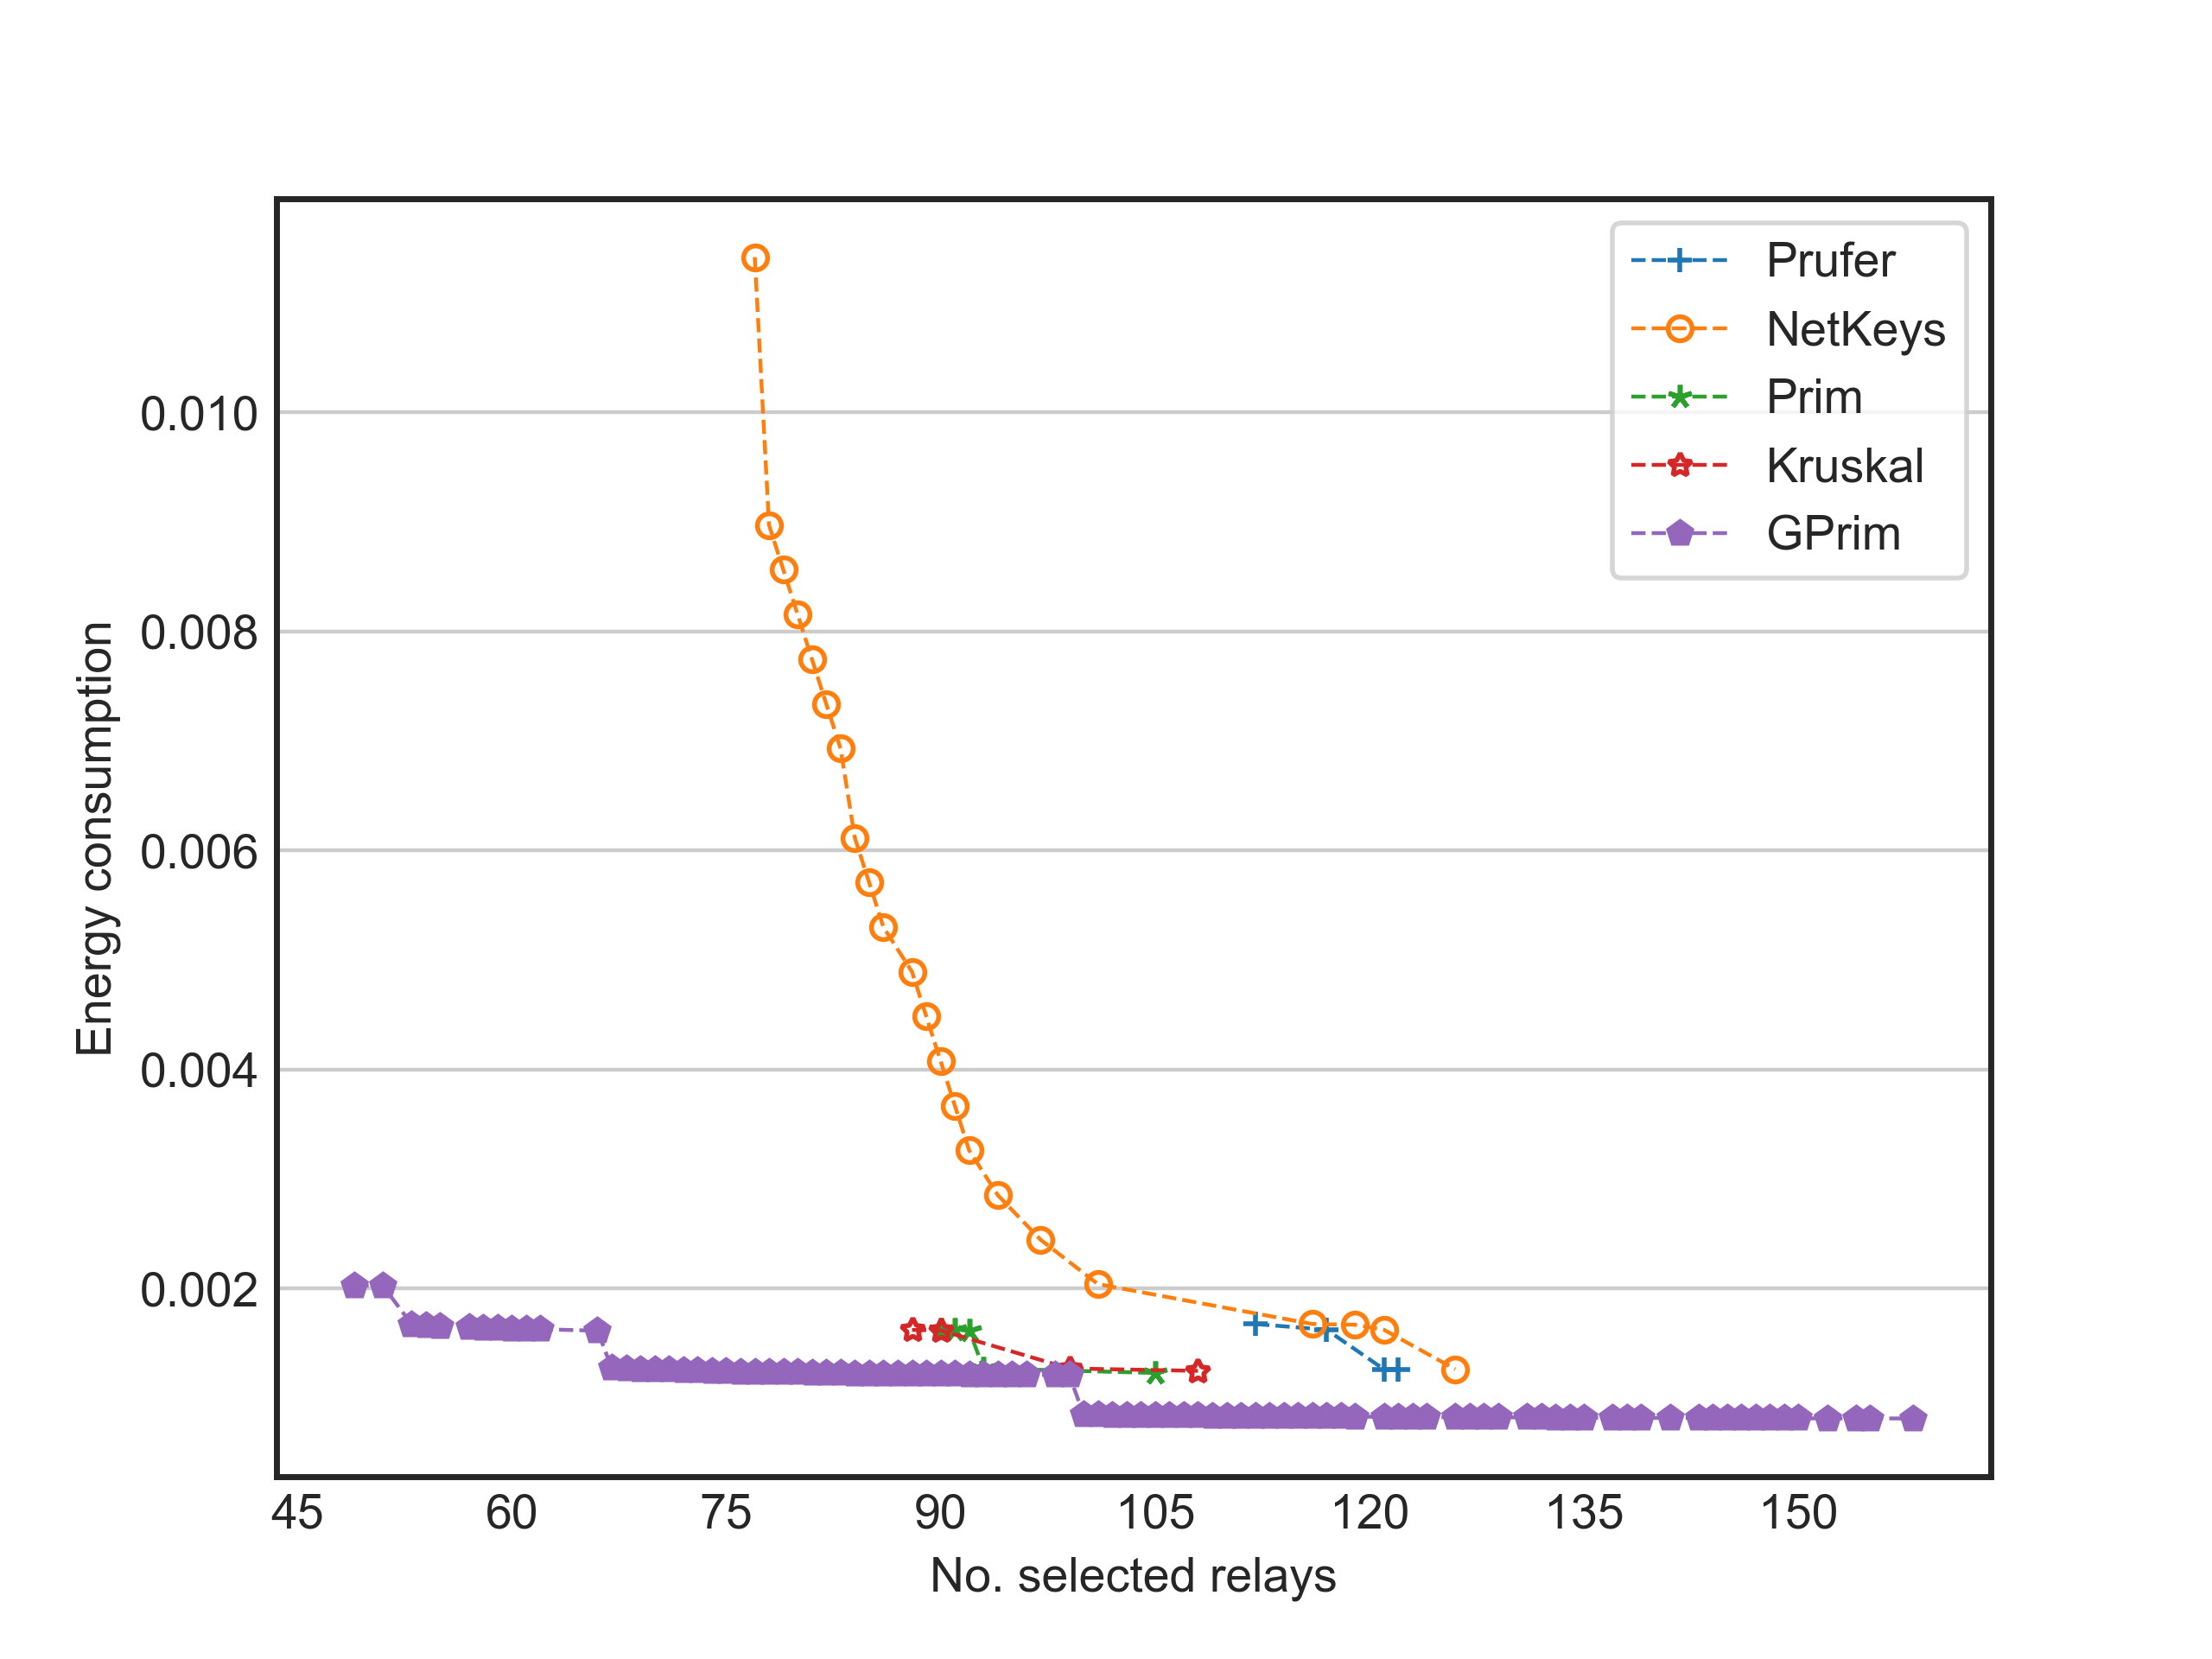 Prufer
NetKeys
Prim
Kruskal
GPrim
0.010
0.008
0.006
0.004
0.002
Energy consumption
45 60 75 90 105 120 135 150
No. selected relays